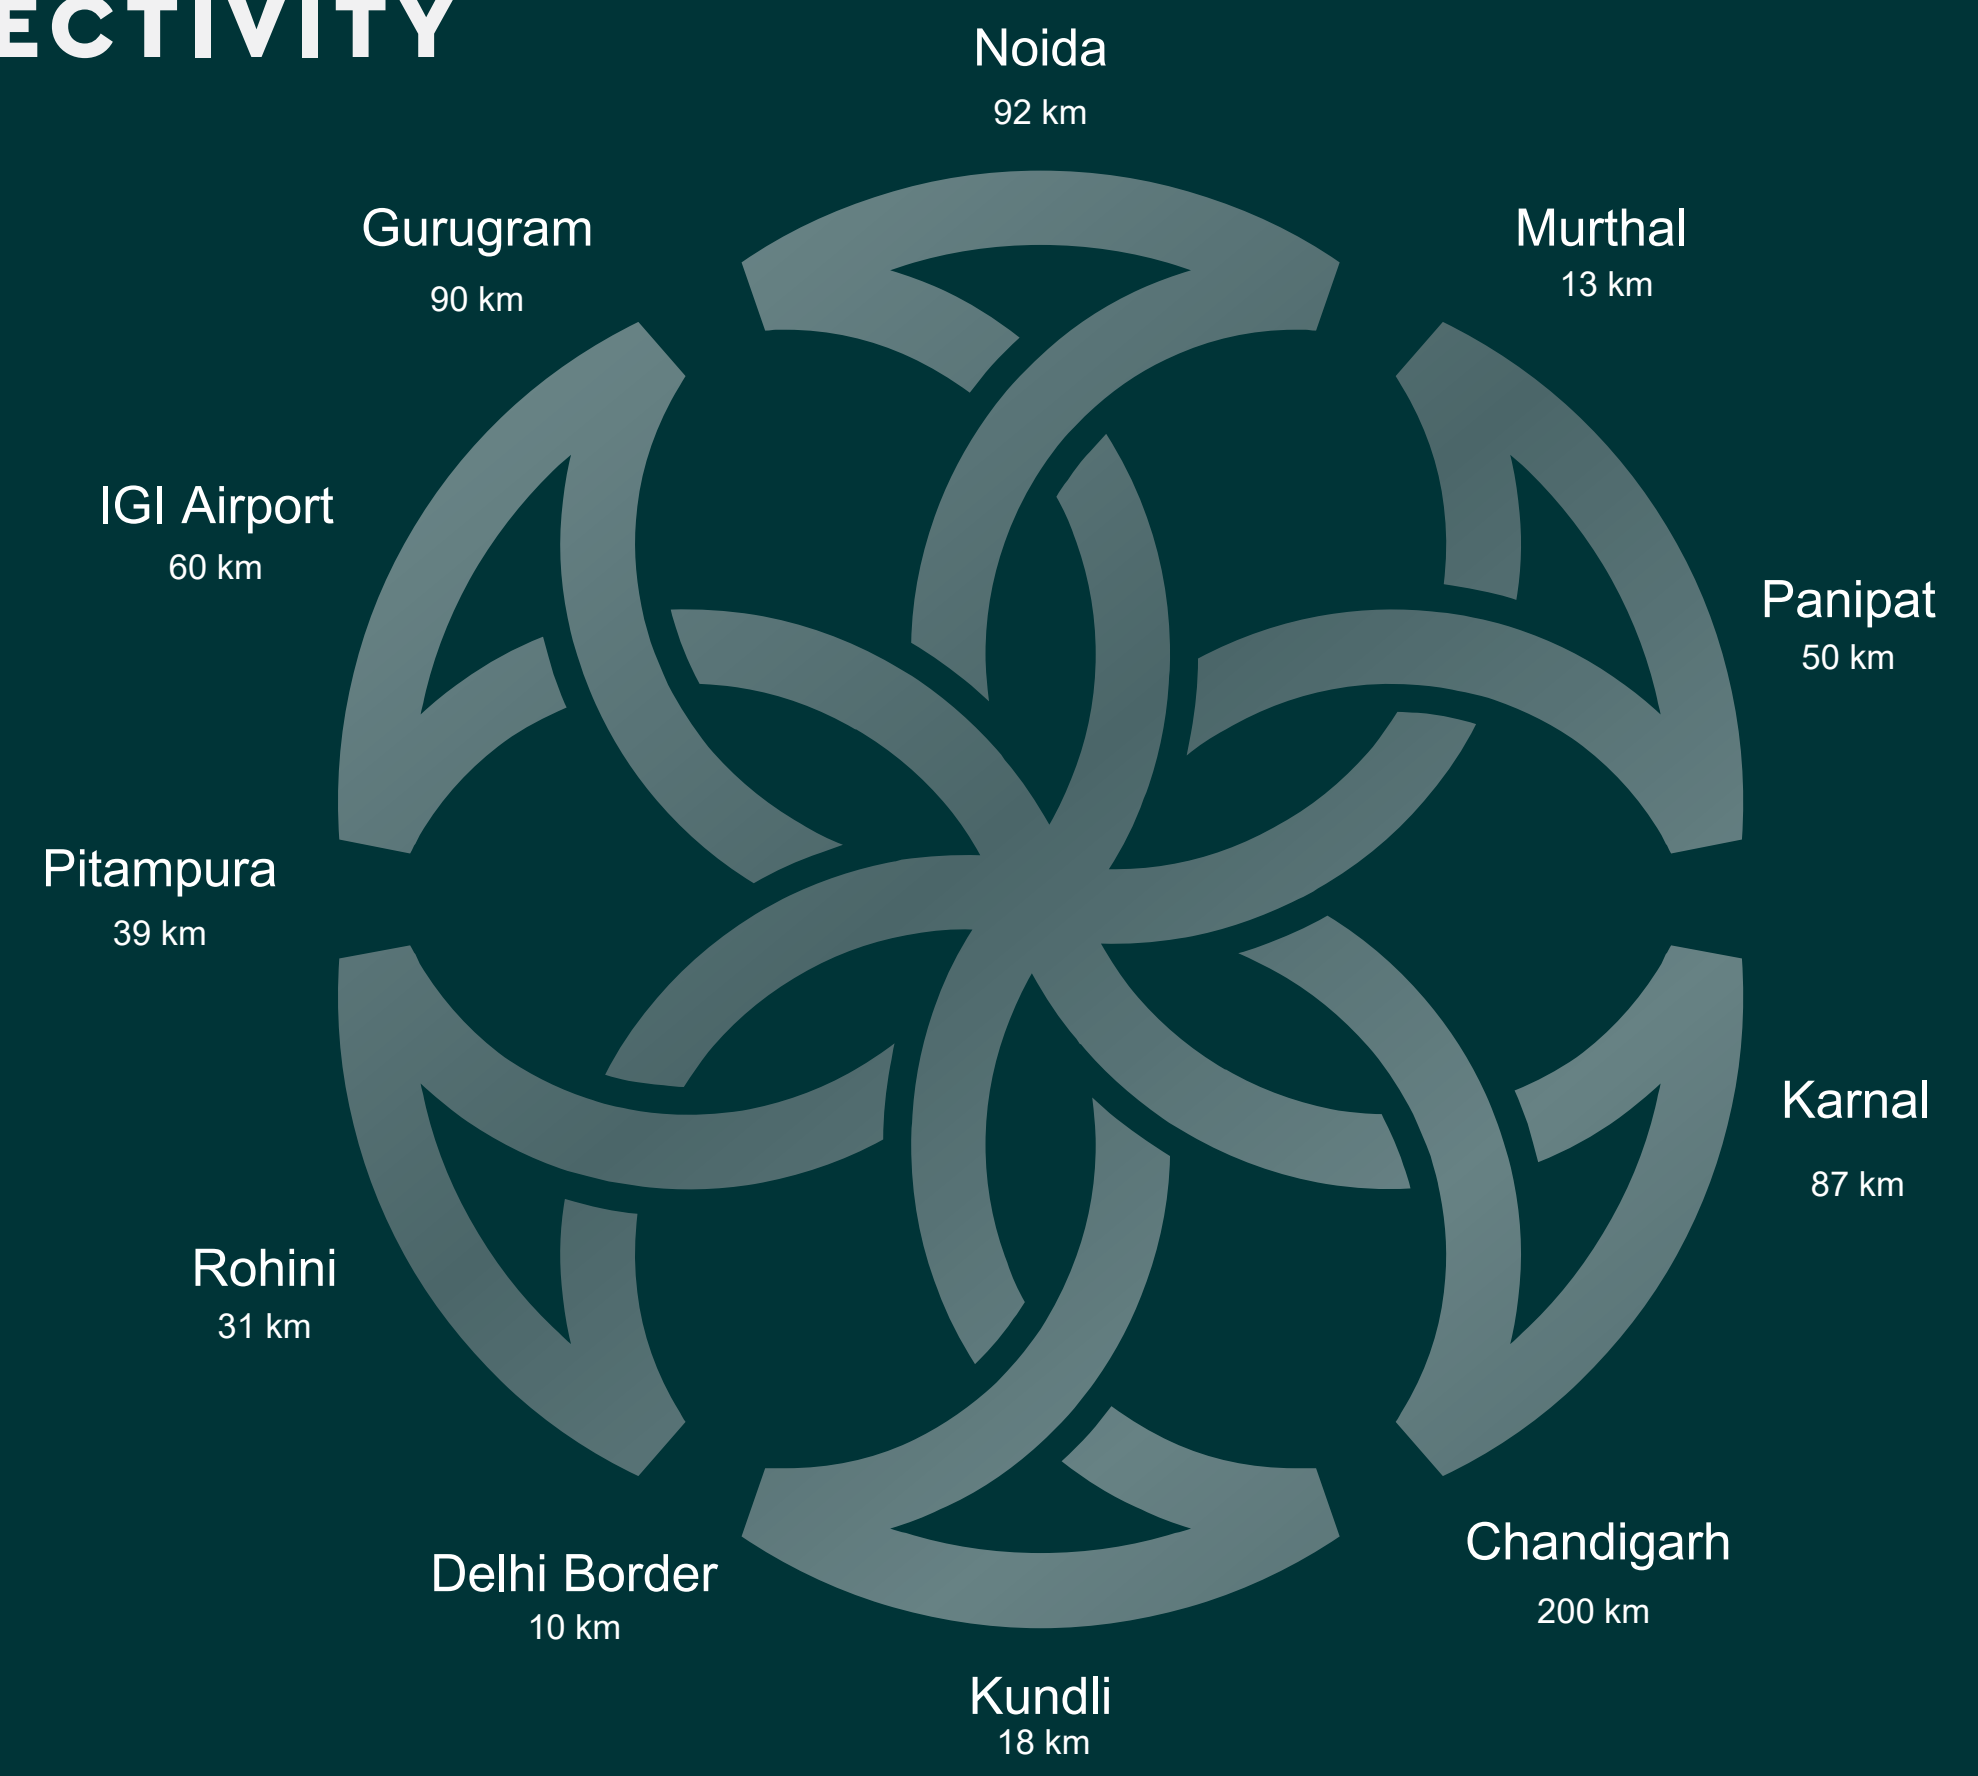 ECTIVITY
Noida
92 km
Gurugram
90 km
Murthal
13 km
IGI Airport
60 km
Panipat
50 km
Pitampura
39 km
Karnal
87 km
Rohini
31 km
Chandigarh
200 km
Delhi Border
10 km
Kundli
18 km